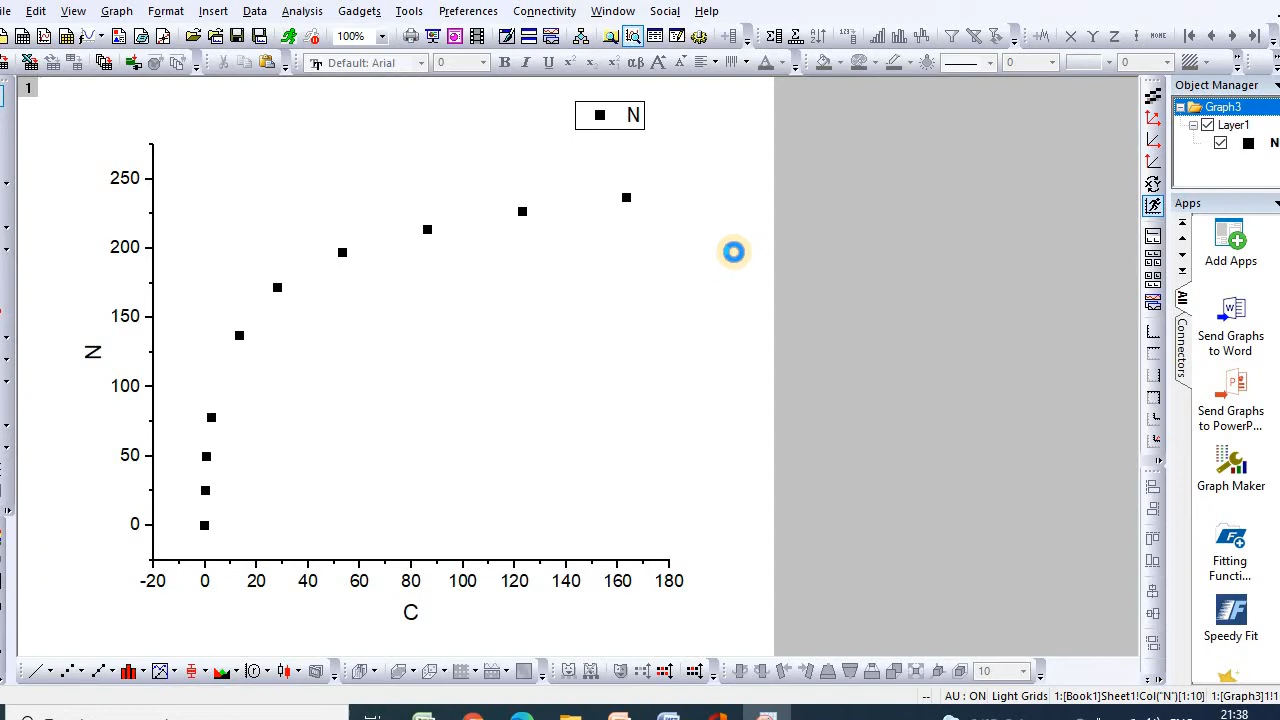 Edit View Graph Format Insert Data Analysis Gadgets Tools Preferences Connectivity Window Social Help
100%
Default: Arial 0 B I U αβ A A A 0 0
1
N
250
200
150
100
50
0
N
-20 0 20 40 60 80 100 120 140 160 180
C
Object Manager
Graph3
Layer1
N
Apps
Add Apps
All
Connectors
Send Graphs
to Word
Send Graphs
to PowerP...
Graph Maker
Fitting
Functi...
Speedy Fit
10
-- AU : ON Light Grids 1:[Book1]Sheet1!Col("N")[1:10] 1:[Graph3]1!1
21:38